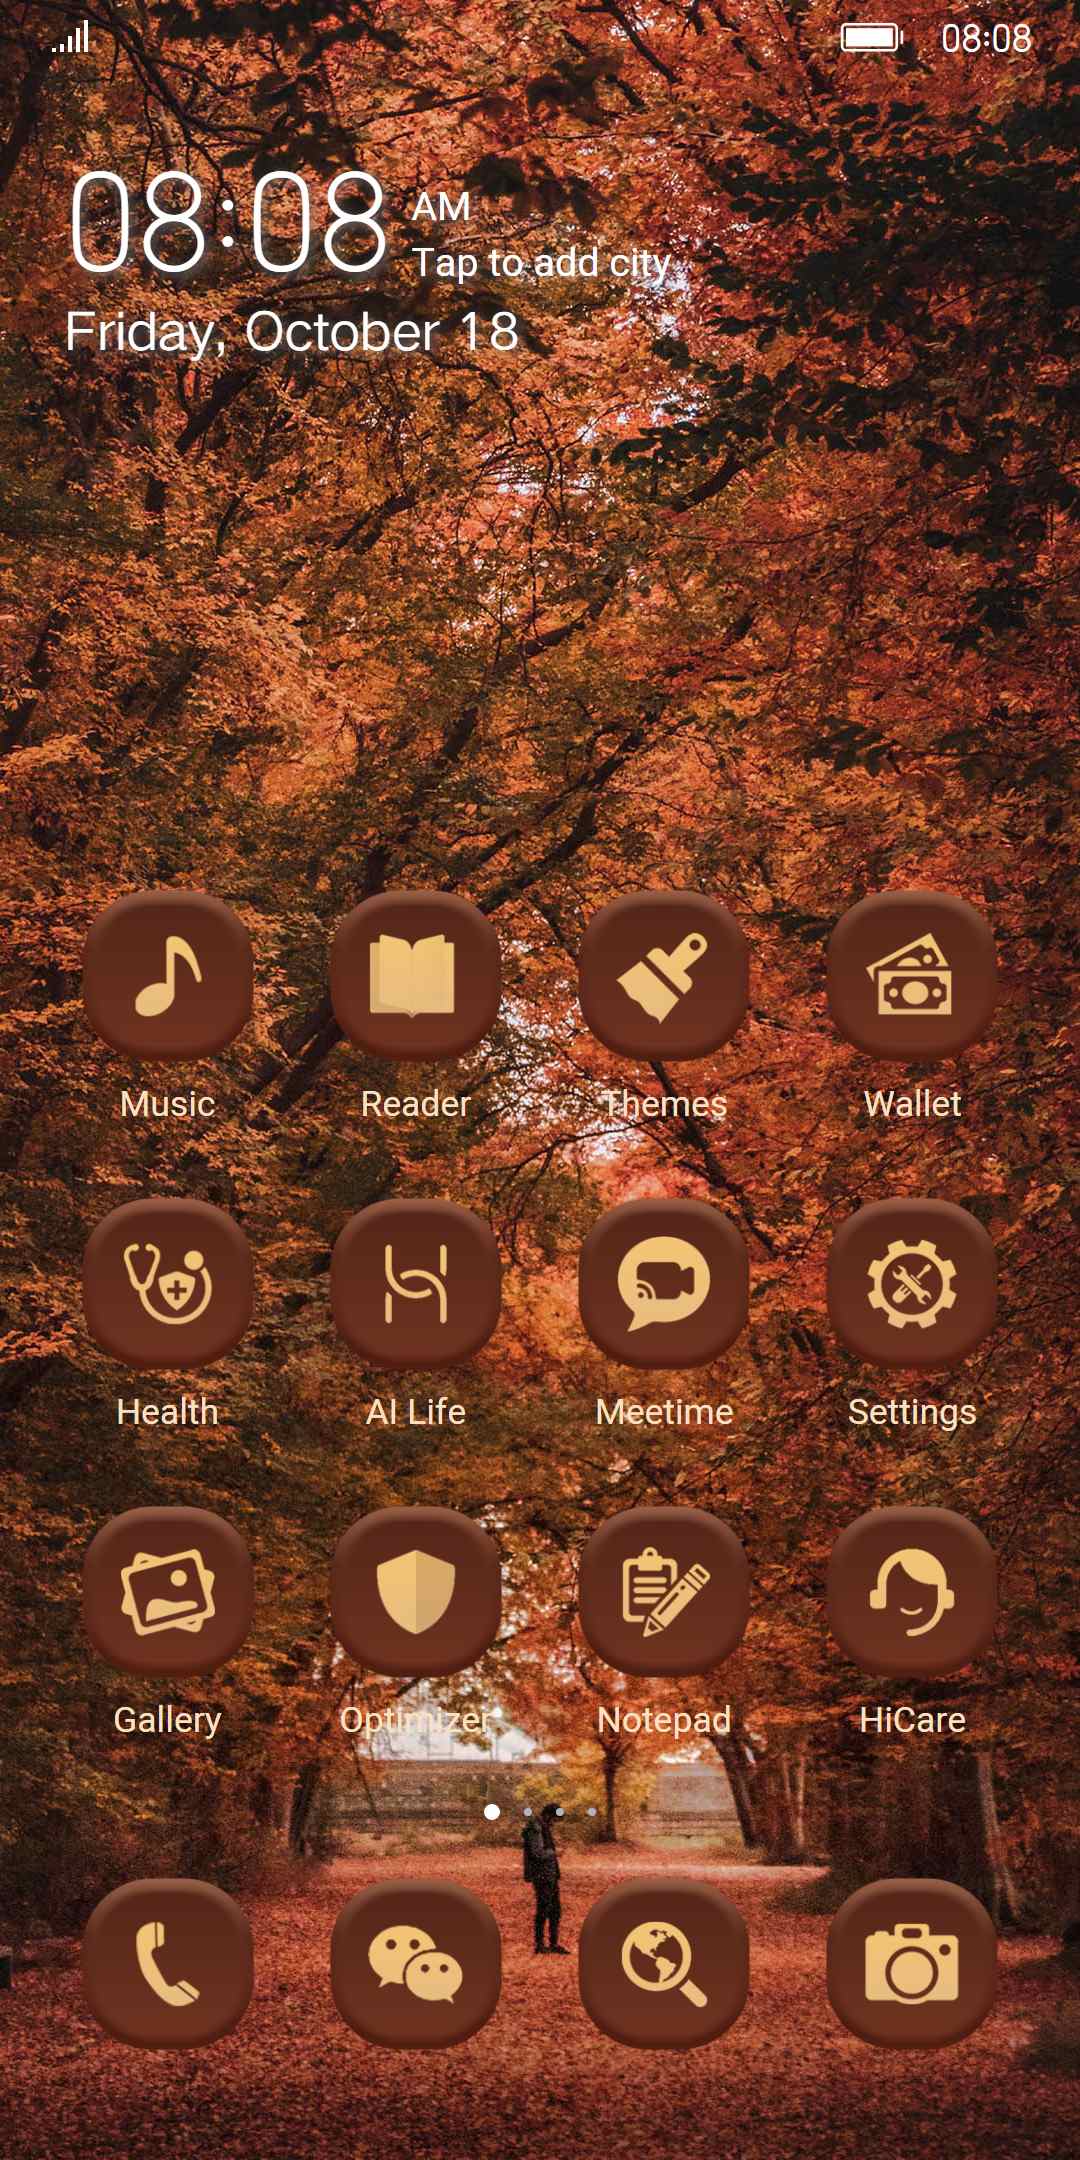 08:08
08:08 AM
Tap to add city
Friday, October 18
Music Reader Themes Wallet
Health AI Life Meetime Settings
Gallery Optimizer Notepad HiCare